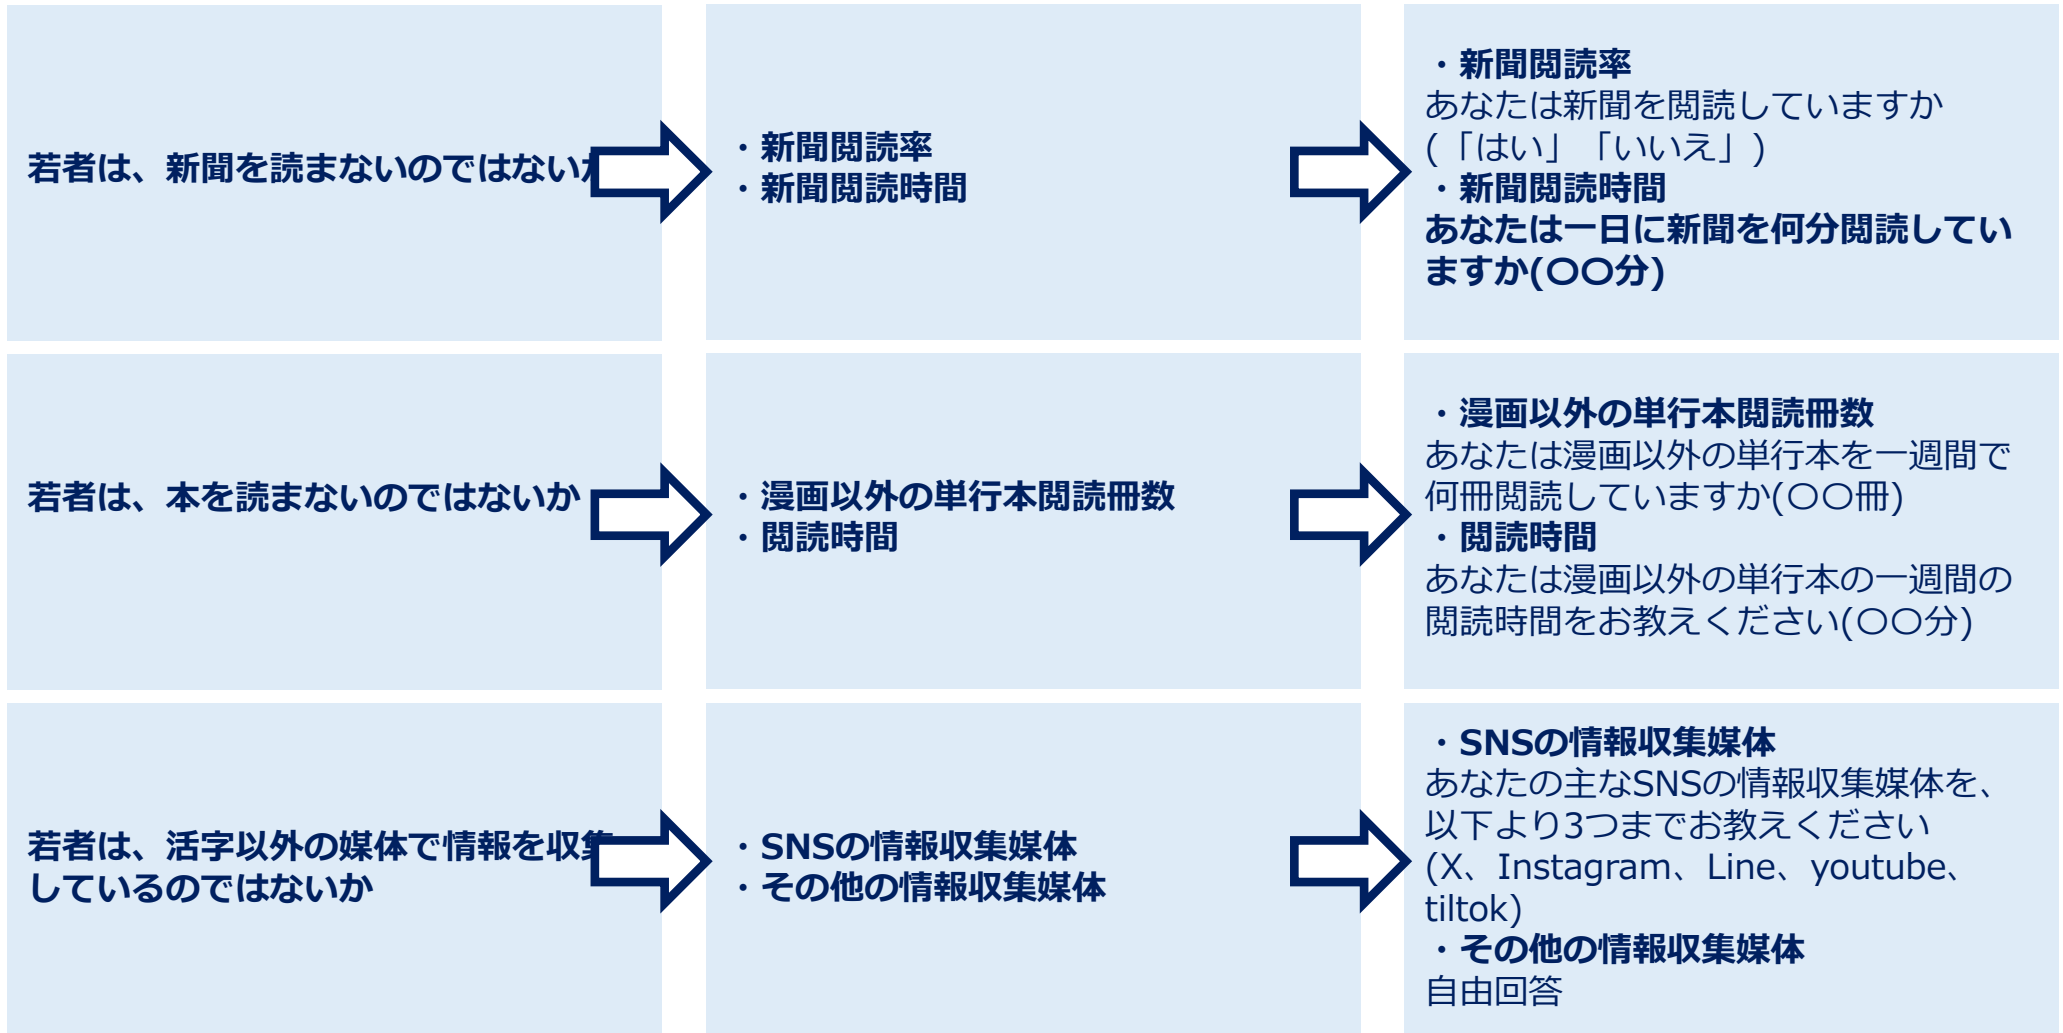 若者は、新聞を読まないのではない
・新聞閲読率
・新聞閲読時間
・新聞閲読率
あなたは新聞を閲読していますか
(「はい」「いいえ」)
・新聞閲読時間
あなたは一日に新聞を何分閲読してい
ますか(〇〇分)
若者は、本を読まないのではないか
・漫画以外の単行本閲読冊数
・閲読時間
・漫画以外の単行本閲読冊数
あなたは漫画以外の単行本を一週間で
何冊閲読していますか(〇〇冊)
・閲読時間
あなたは漫画以外の単行本の一週間の
閲読時間をお教えください(〇〇分)
若者は、活字以外の媒体で情報を収集
しているのではないか
・SNSの情報収集媒体
・その他の情報収集媒体
・SNSの情報収集媒体
あなたの主なSNSの情報収集媒体を、
以下より3つまでお教えください
(X、Instagram、Line、youtube、
tiltok)
・その他の情報収集媒体
自由回答